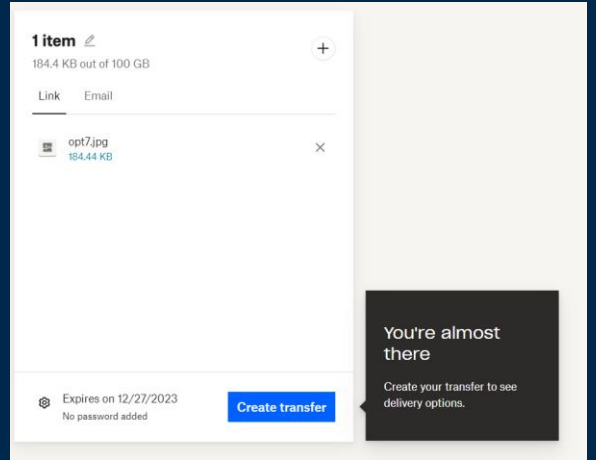 1 item
184.4 KB out of 100 GB
Link Email
opt7.jpg
184.44 KB
You're almost
there
Create your transfer to see
delivery options.
Expires on 12/27/2023
No password added
Create transfer